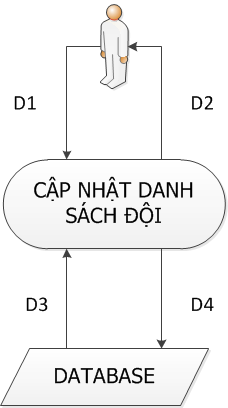 D1
D2
CẬP NHẬT DANH
SÁCH ĐỘI
D3
D4
DATABASE